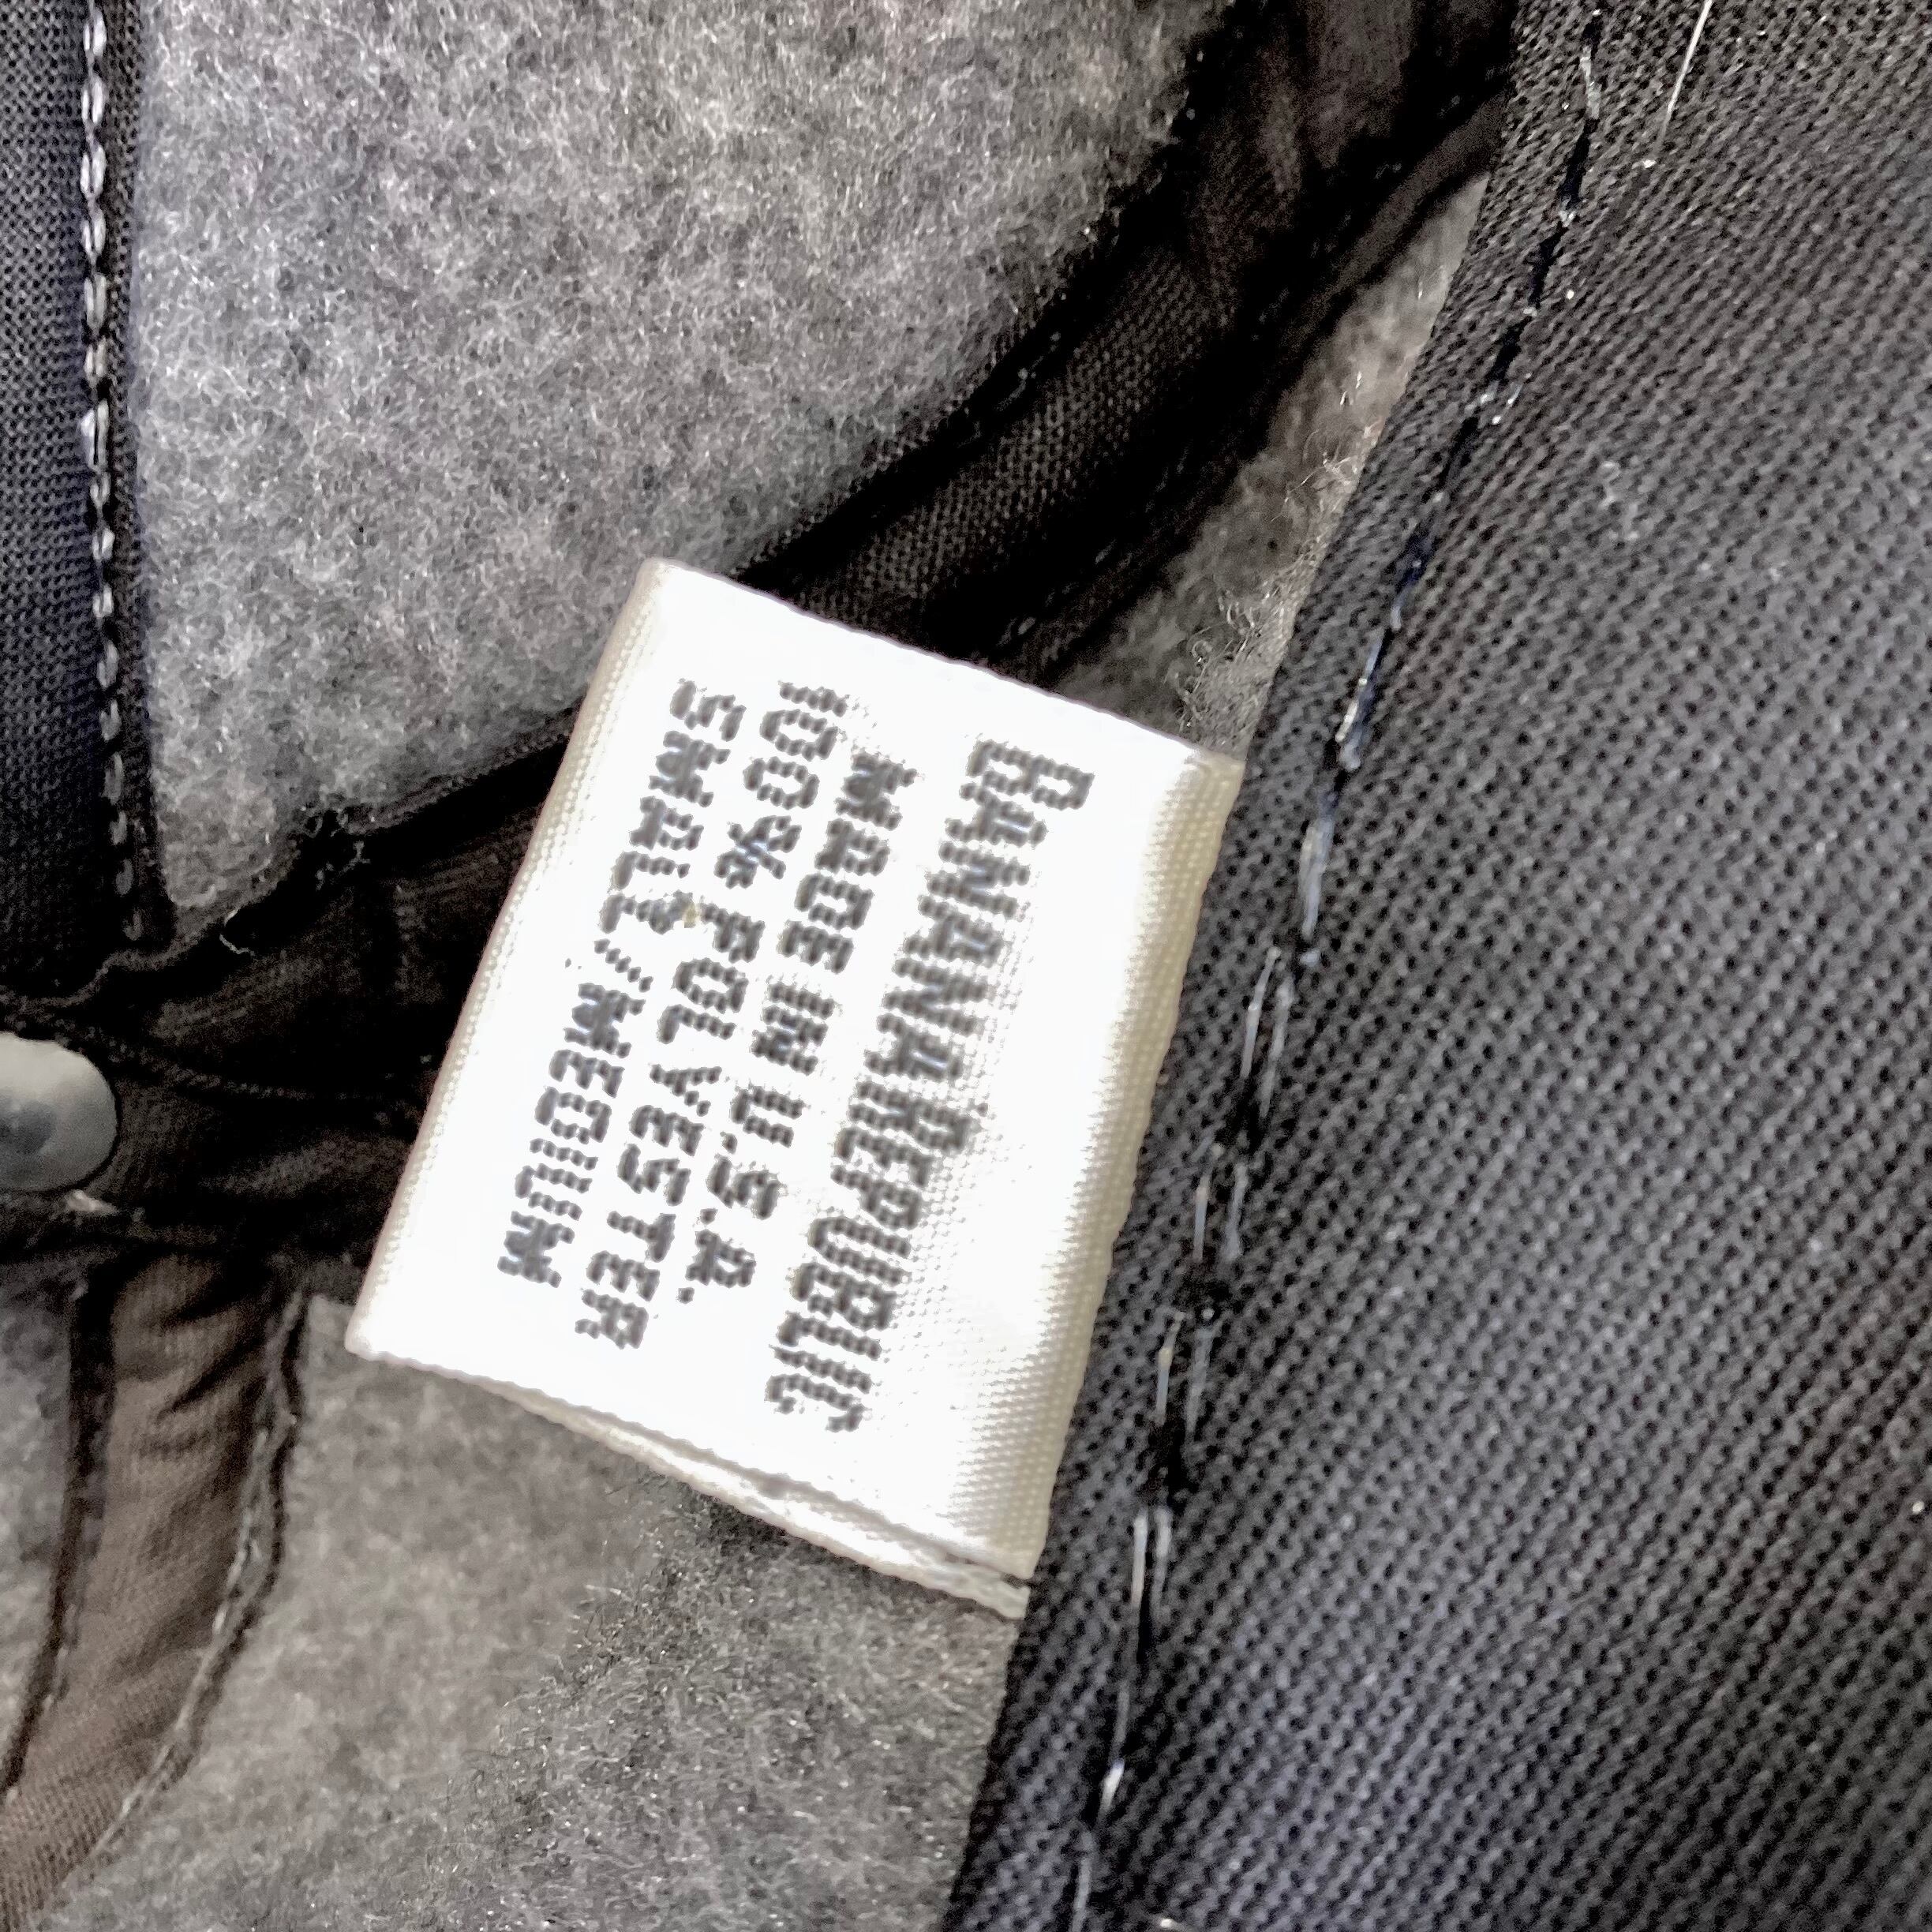 BANANA REPUBLIC
MADE IN U.S.A.
100% POLYESTER
SMALL/MEDIUM